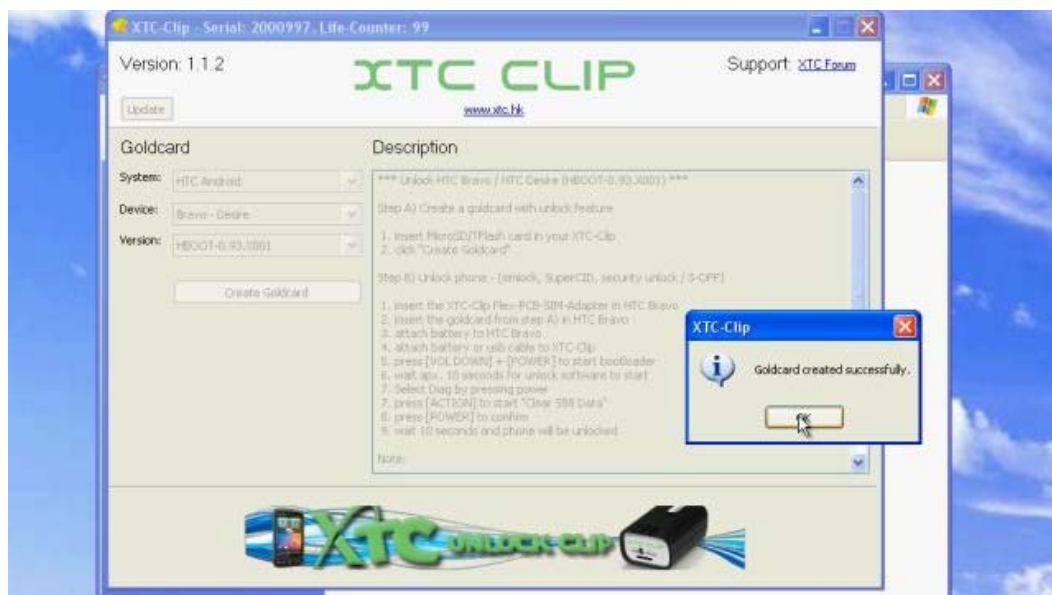 XTC-Clip - Serial: 2000997, Life-Counter: 99
Version: 1.1.2
XTC CLIP
Support: XTC Forum
Update
www.xtc.hk
Goldcard
Description
System:
HTC Android
Device:
Bravo - Desire
Version:
HBOOT-0.93.X001
Create Goldcard
*** Unlock HTC Bravo / HTC Desire (HBOOT-0.93.X001) ***
Step A) Create a goldcard with unlock feature
1. insert MicroSD/TFlash card in your XTC-Clip
2. click "Create Goldcard"
Step B) Unlock phone - (simlock, SuperCID, security unlock / S-OFF)
1. insert the XTC-Clip Flex-PCB-SIM-Adapter in HTC Bravo
2. insert the goldcard from step A) in HTC Bravo
3. attach battery to HTC Bravo
4. attach battery or usb cable to XTC-Clip
5. press [VOL DOWN] + [POWER] to start bootloader
6. wait apx. 10 seconds for unlock software to start
7. Select Diag by pressing power
7. press [ACTION] to start "Clear S58 Data"
8. press [POWER] to confirm
9. wait 10 seconds and phone will be unlocked
Note:
XTC-Clip
Goldcard created successfully.
OK
XTC UNLOCK CLIP